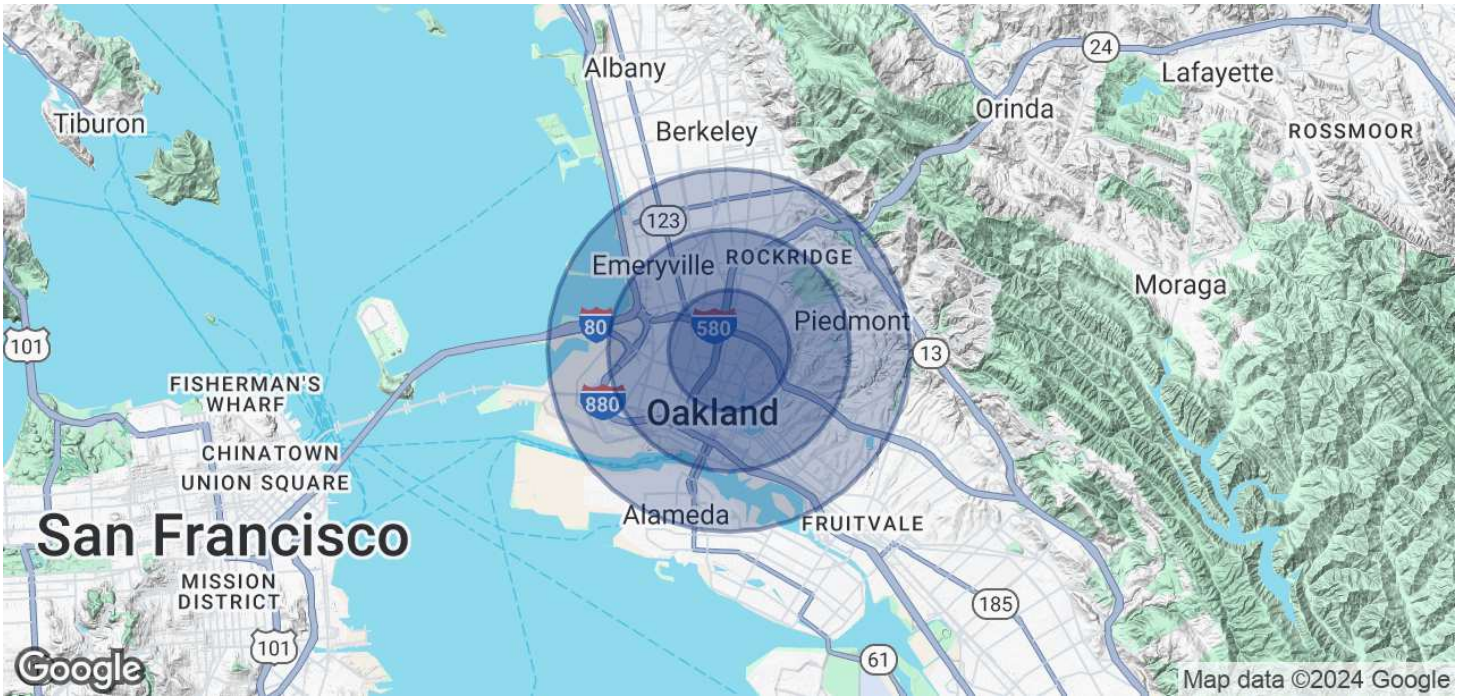 24
Albany
Lafayette
Orinda
Tiburon
Berkeley
ROSSMOOR
123
Emeryville
ROCKRIDGE
Moraga
80
580
Piedmont
101
13
FISHERMAN'S
WHARF
880
Oakland
CHINATOWN
UNION SQUARE
Alameda
FRUITVALE
San Francisco
MISSION
DISTRICT
185
101
61
Google
Map data ©2024 Google